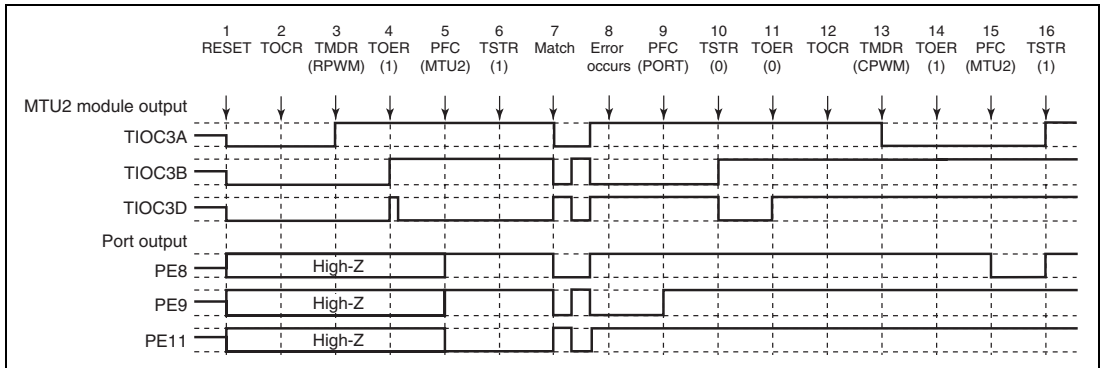 1 2 3 4 5 6 7 8 9 10 11 12 13 14 15 16
RESET TOCR TMDR TOER PFC TSTR Match Error PFC TSTR TOER TOCR TMDR TOER PFC TSTR
(RPWM) (1) (MTU2) (1) occurs (PORT) (0) (0) (CPWM) (1) (MTU2) (1)
MTU2 module output
TIOC3A
TIOC3B
TIOC3D
Port output
PE8 High-Z
PE9 High-Z
PE11 High-Z